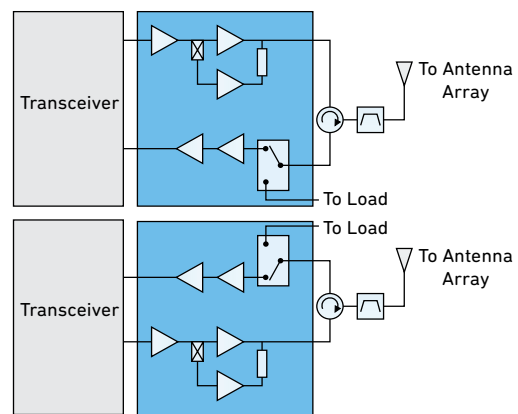 Transceiver
To Antenna
Array
To Load
To Load
Transceiver
To Antenna
Array